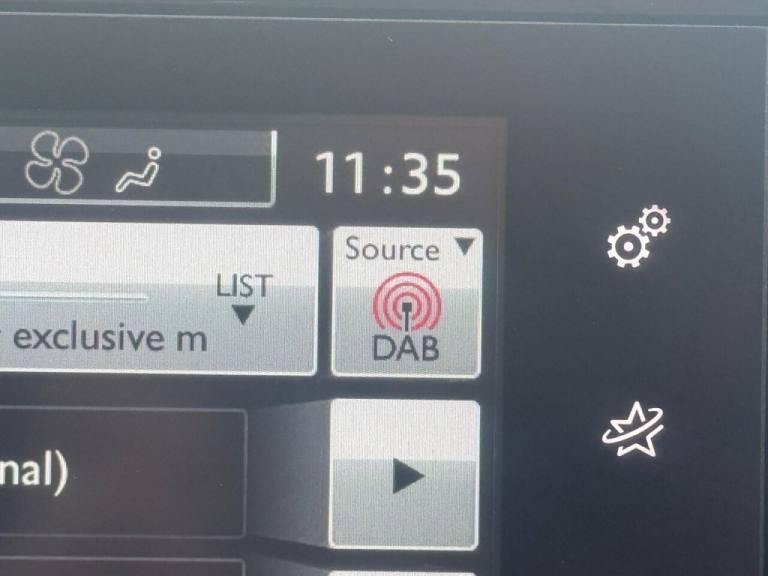 11:35
Source
LIST
exclusive m
DAB
nal)